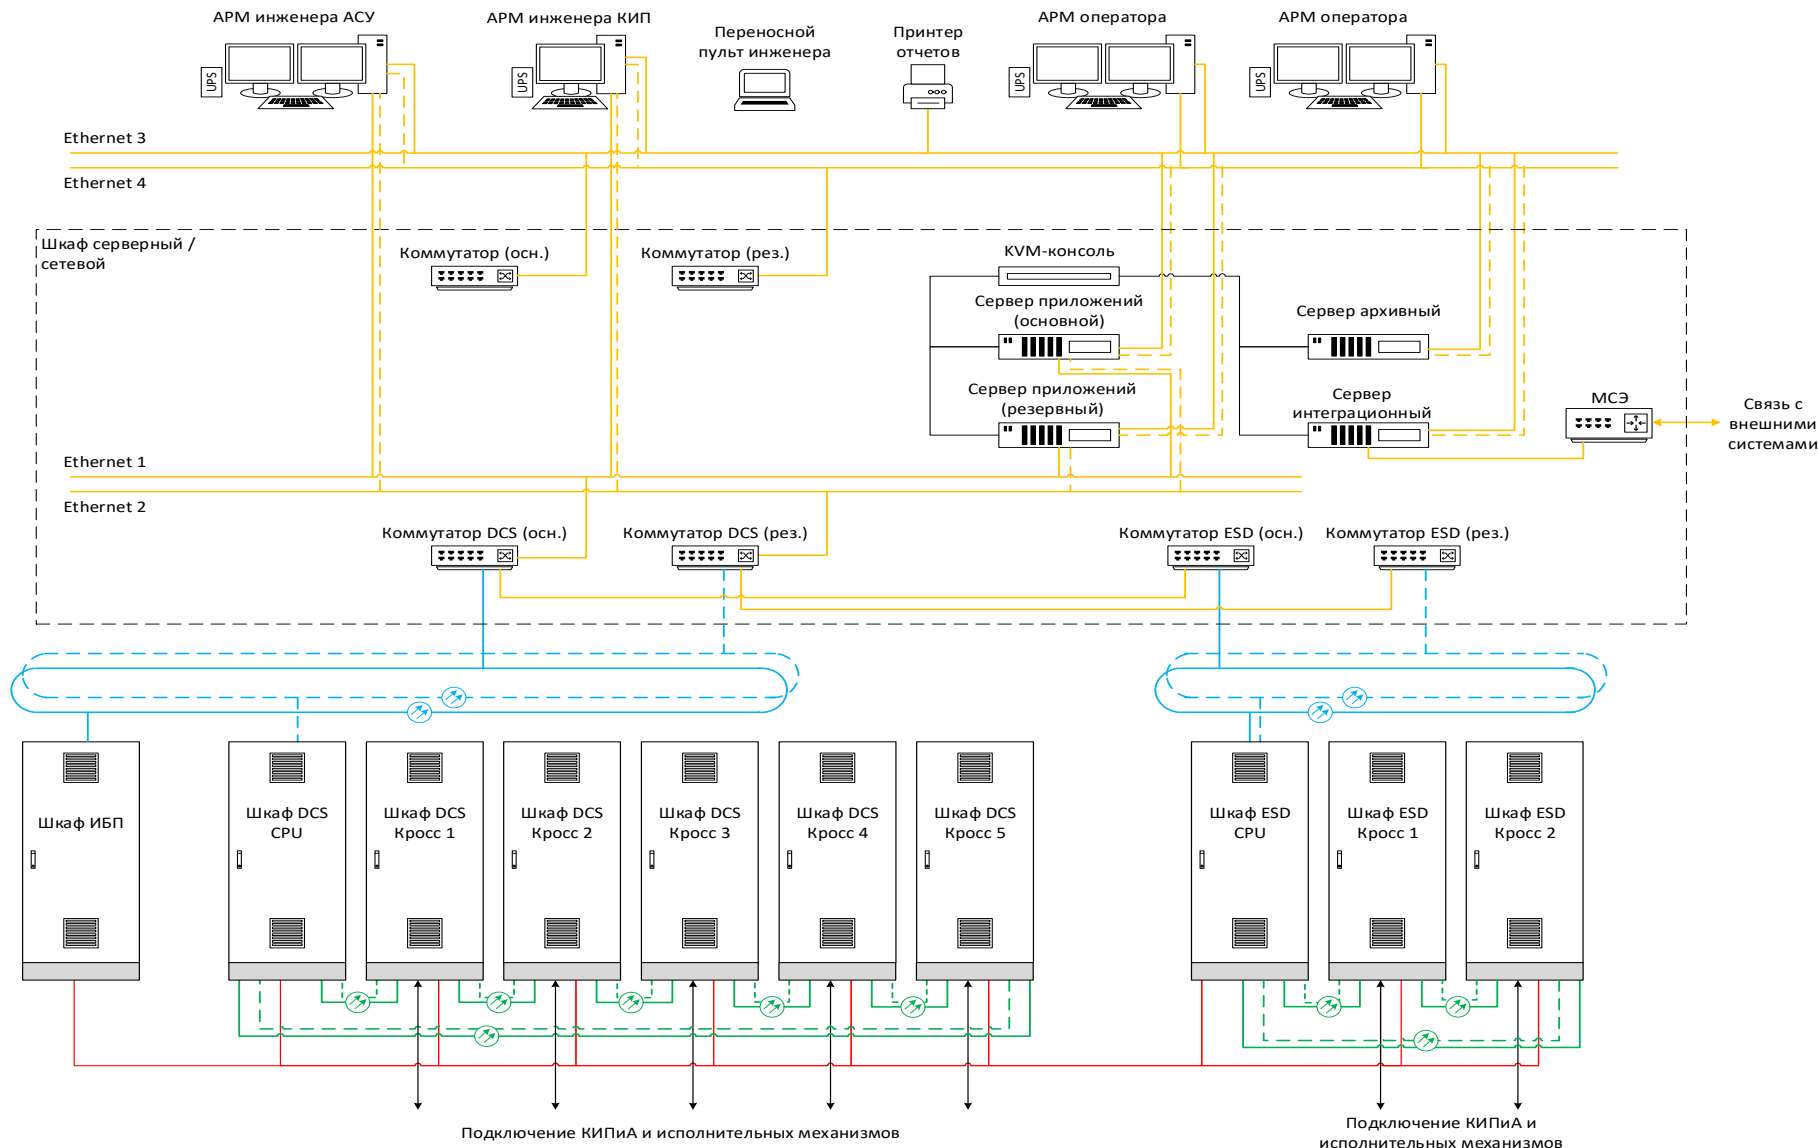 АРМ инженера АСУ
АРМ инженера КИП
Переносной
пульт инженера
Принтер
отчетов
АРМ оператора
АРМ оператора
UPS
UPS
UPS
UPS
Ethernet 3
Ethernet 4
Шкаф серверный /
сетевой
Коммутатор (осн.)
Коммутатор (рез.)
KVM-консоль
Сервер приложений
(основной)
Сервер архивный
Сервер приложений
(резервный)
Сервер
интеграционный
МСЭ
Связь с
внешними
системами
Ethernet 1
Ethernet 2
Коммутатор DCS (осн.)
Коммутатор DCS (рез.)
Коммутатор ESD (осн.)
Коммутатор ESD (рез.)
Шкаф ИБП
Шкаф DCS
CPU
Шкаф DCS
Кросс 1
Шкаф DCS
Кросс 2
Шкаф DCS
Кросс 3
Шкаф DCS
Кросс 4
Шкаф DCS
Кросс 5
Шкаф ESD
CPU
Шкаф ESD
Кросс 1
Шкаф ESD
Кросс 2
Подключение КИПиА и исполнительных механизмов
Подключение КИПиА и
исполнительных механизмов